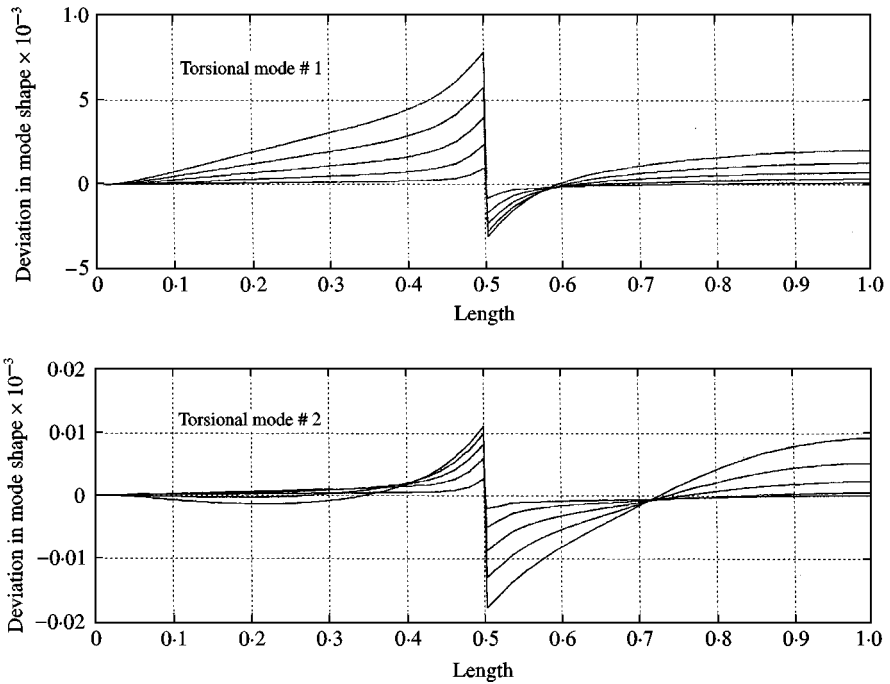 1.0
5
0
−5
Deviation in mode shape × 10⁻³
Torsional mode # 1
0 0·1 0·2 0·3 0·4 0·5 0·6 0·7 0·8 0·9 1.0
Length
0·02
0·01
0
−0·01
−0·02
Deviation in mode shape × 10⁻³
Torsional mode # 2
0 0·1 0·2 0·3 0·4 0·5 0·6 0·7 0·8 0·9 1.0
Length